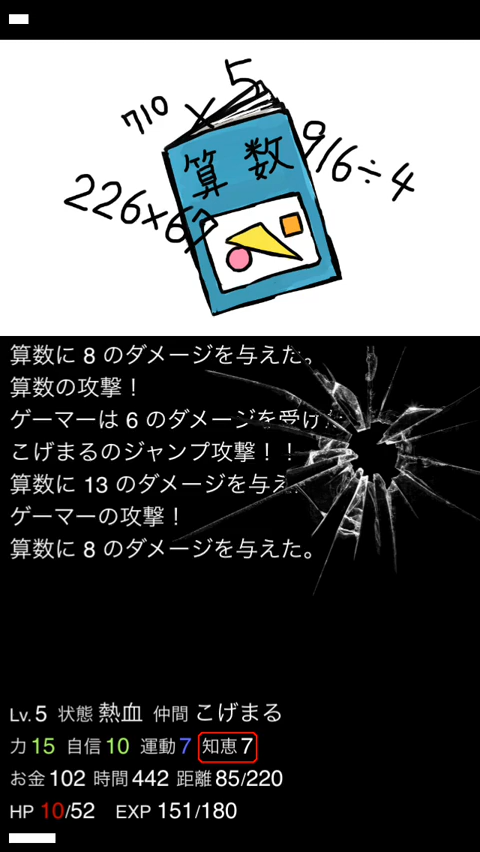 5
710 ×
算数
916÷4
226×6
算数に 8 のダメージを与えた。
算数の攻撃！
ゲーマーは 6 のダメージを受けた
こげまるのジャンプ攻撃！！
算数に 13 のダメージを与え
ゲーマーの攻撃！
算数に 8 のダメージを与えた。
Lv. 5 状態 熱血 仲間 こげまる
力 15 自信 10 運動 7 知恵 7
お金 102 時間 442 距離 85/220
HP 10/52 EXP 151/180